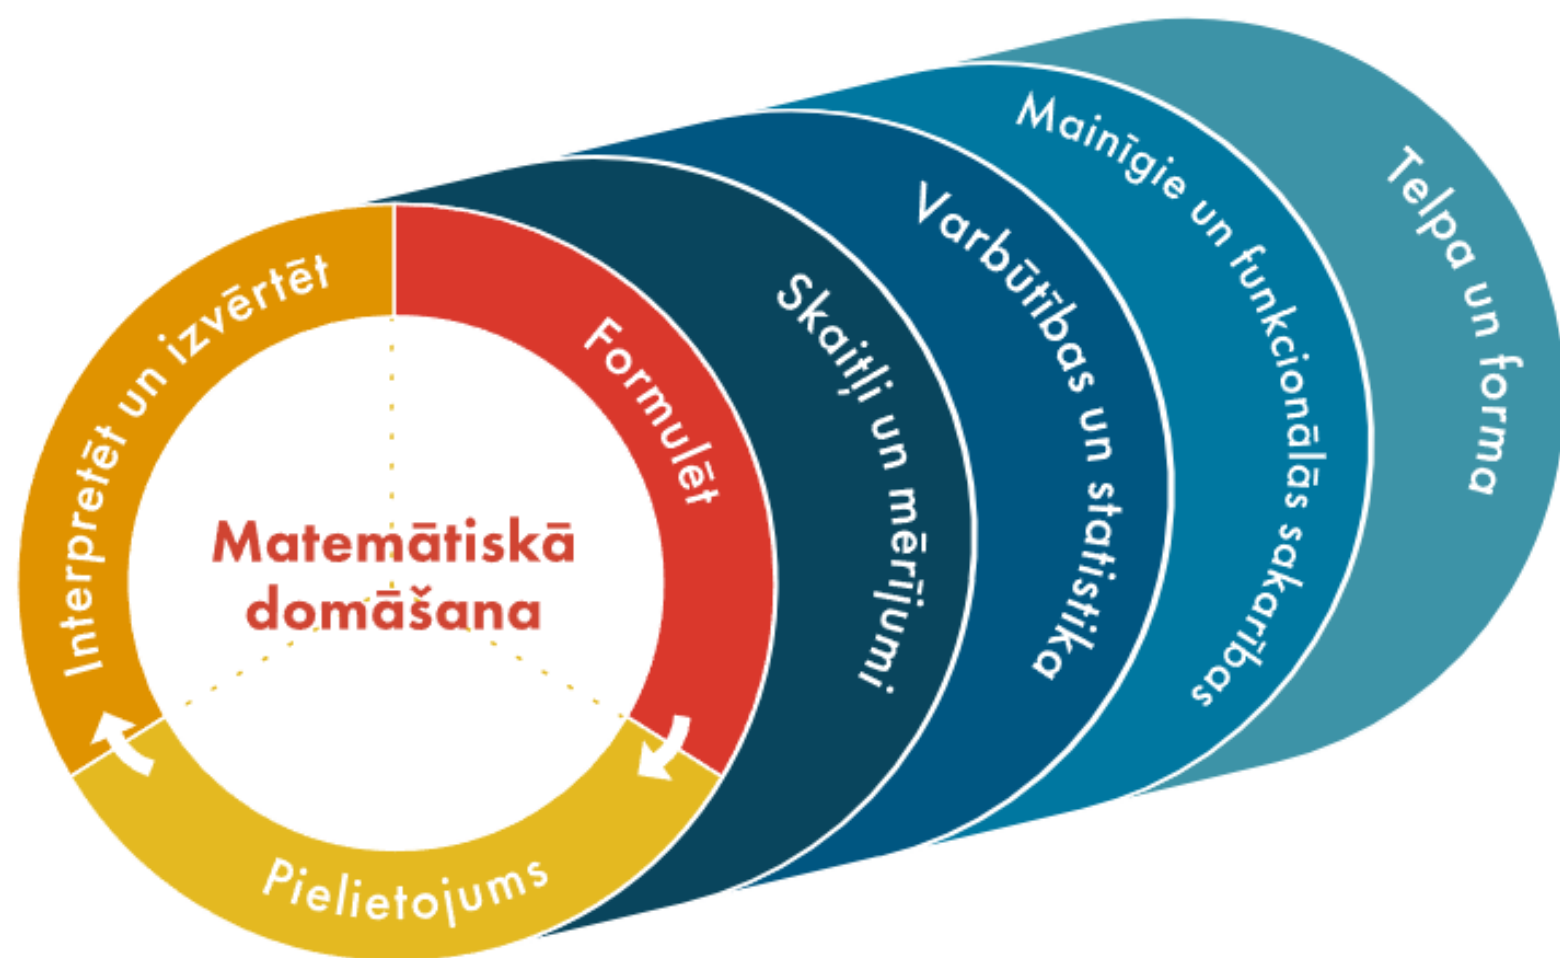 Matemātiskā
domāšana
Interpretēt un izvērtēt
Formulēt
Pielietojums
Skaitļi un mērījumi
Varbūtības un statistika
Mainīgie un funkcionālās sakarības
Telpa un forma